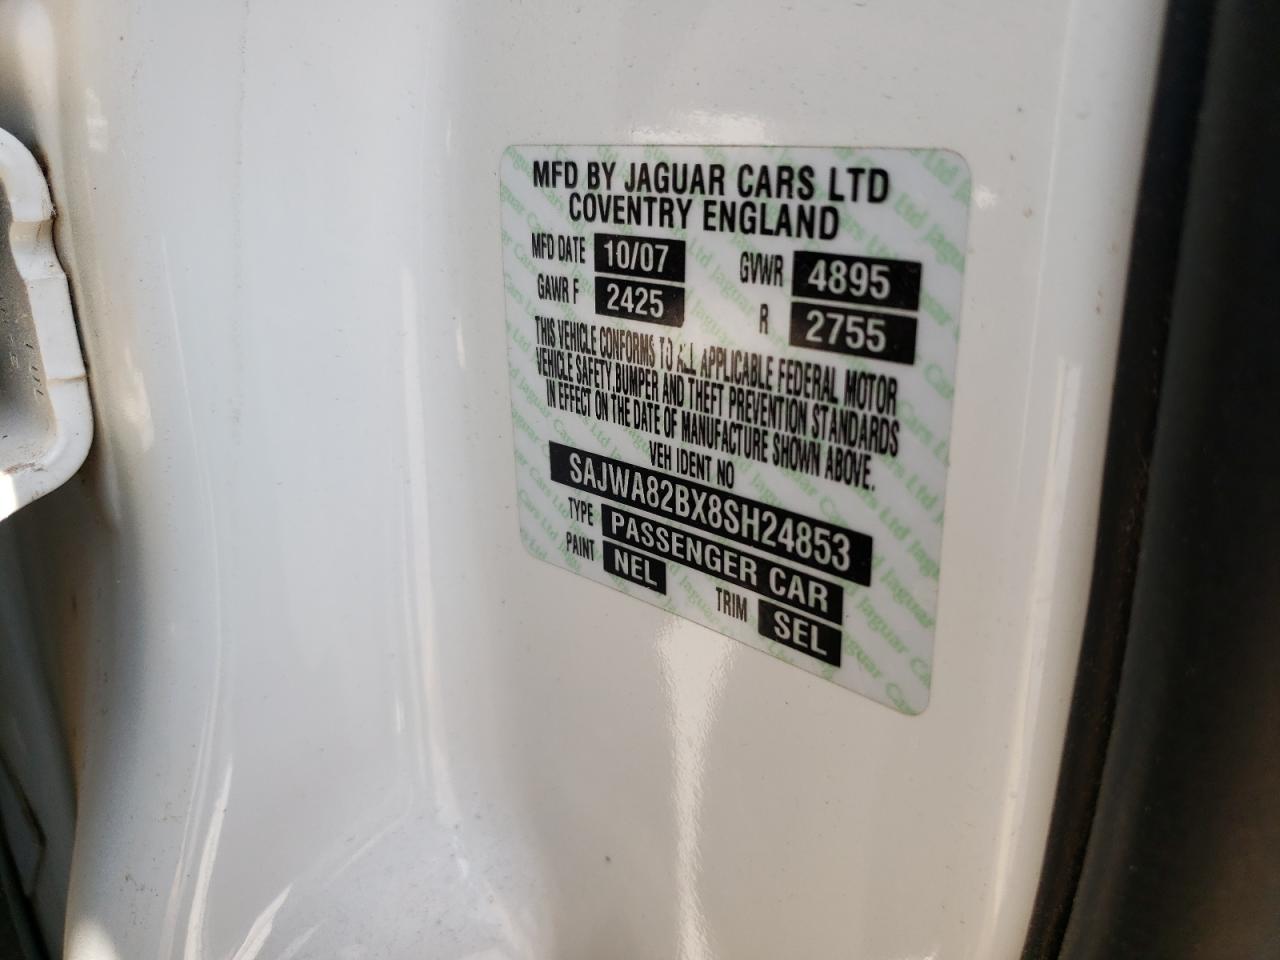 MFD BY JAGUAR CARS LTD
COVENTRY ENGLAND
MFD DATE 10/07 GVWR 4895
GAWR F 2425 R 2755
THIS VEHICLE CONFORMS TO ALL APPLICABLE FEDERAL MOTOR
VEHICLE SAFETY, BUMPER AND THEFT PREVENTION STANDARDS
IN EFFECT ON THE DATE OF MANUFACTURE SHOWN ABOVE.
VEH IDENT NO
SAJWA82BX8SH24853
TYPE PASSENGER CAR
PAINT NEL TRIM SEL